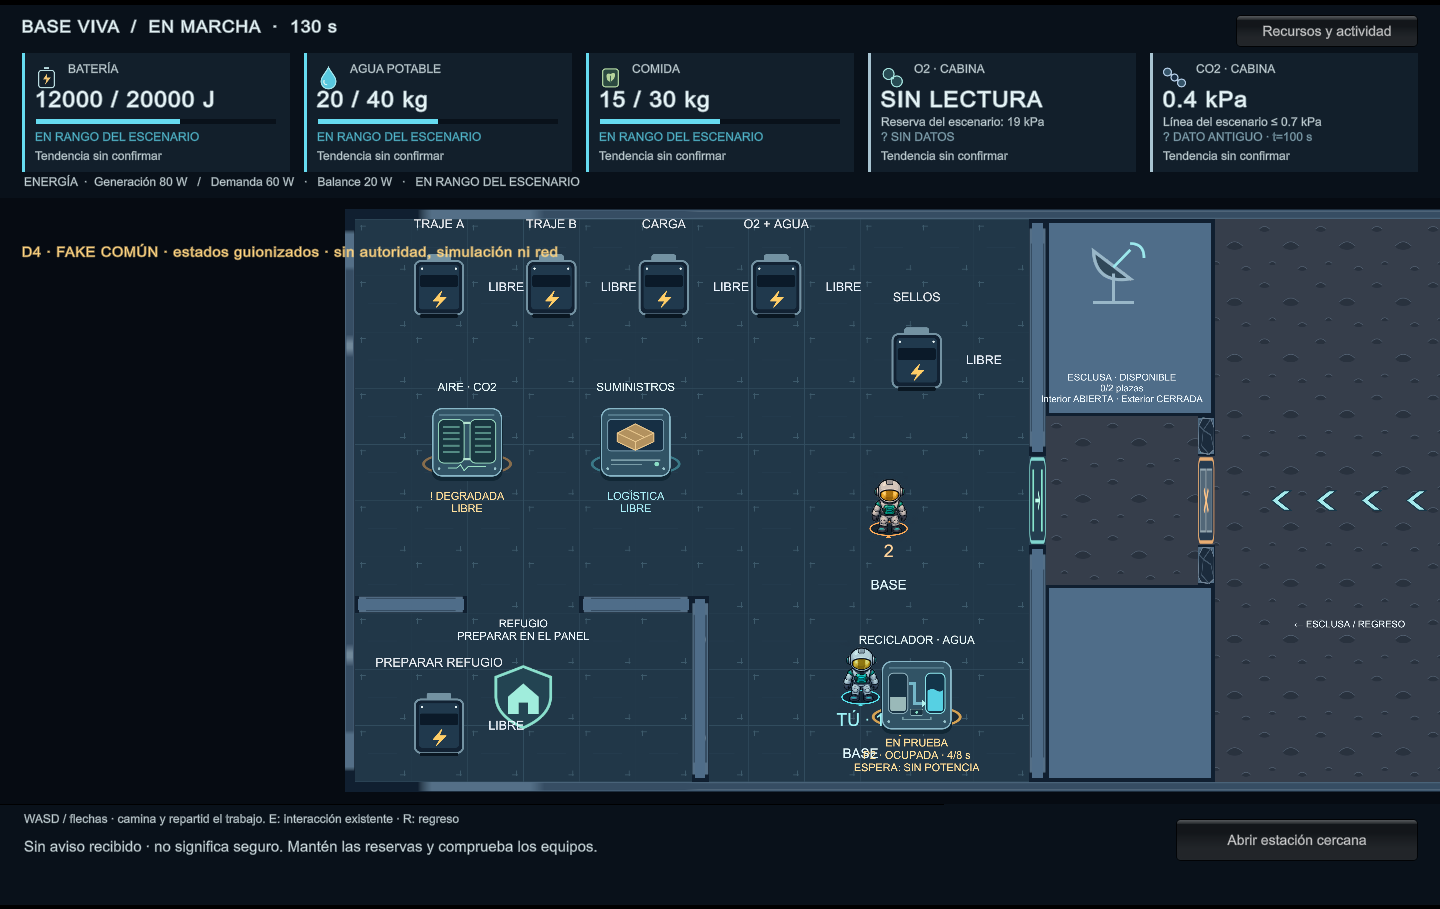 BASE VIVA / EN MARCHA · 130 s
Recursos y actividad
BATERÍA
12000 / 20000 J
EN RANGO DEL ESCENARIO
Tendencia sin confirmar
AGUA POTABLE
20 / 40 kg
EN RANGO DEL ESCENARIO
Tendencia sin confirmar
COMIDA
15 / 30 kg
EN RANGO DEL ESCENARIO
Tendencia sin confirmar
O2 · CABINA
SIN LECTURA
Reserva del escenario: 19 kPa
? SIN DATOS
Tendencia sin confirmar
CO2 · CABINA
0.4 kPa
Línea del escenario ≤ 0.7 kPa
? DATO ANTIGUO · t=100 s
Tendencia sin confirmar
ENERGÍA · Generación 80 W / Demanda 60 W · Balance 20 W · EN RANGO DEL ESCENARIO
TRAJE A
TRAJE B
CARGA
O2 + AGUA
D4 · FAKE COMÚN · estados guionizados · sin autoridad, simulación ni red
LIBRE
LIBRE
LIBRE
LIBRE
SELLOS
LIBRE
ESCLUSA · DISPONIBLE
0/2 plazas
Interior ABIERTA · Exterior CERRADA
AIRE · CO2
! DEGRADADA
LIBRE
SUMINISTROS
LOGÍSTICA
LIBRE
2
BASE
REFUGIO
PREPARAR EN EL PANEL
PREPARAR REFUGIO
LIBRE
← ESCLUSA / REGRESO
RECICLADOR · AGUA
TÚ · 1
BASE
EN PRUEBA
· OCUPADA · 4/8 s
ESPERA: SIN POTENCIA
WASD / flechas · camina y repartid el trabajo. E: interacción existente · R: regreso
Sin aviso recibido · no significa seguro. Mantén las reservas y comprueba los equipos.
Abrir estación cercana